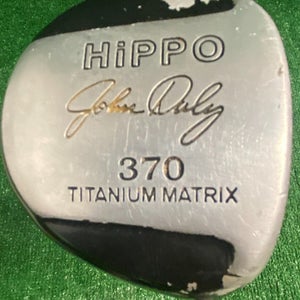 HiPPO
John Daly
370
TITANIUM MATRIX